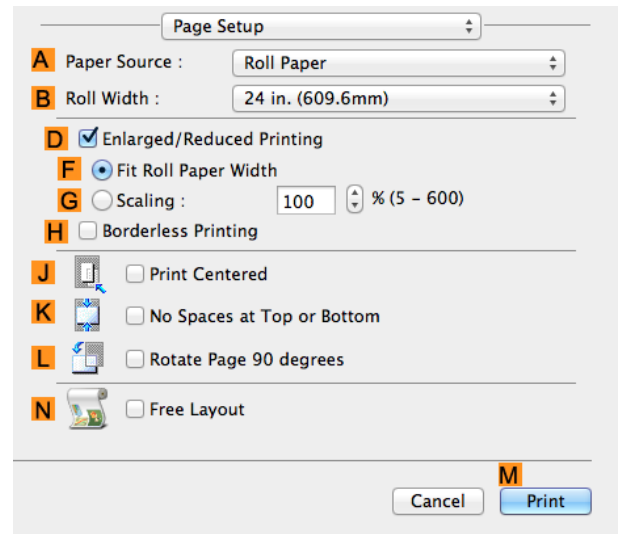 Page Setup
A Paper Source : Roll Paper
B Roll Width : 24 in. (609.6mm)
D Enlarged/Reduced Printing
F Fit Roll Paper Width
G Scaling : 100 % (5 – 600)
H Borderless Printing
J Print Centered
K No Spaces at Top or Bottom
L Rotate Page 90 degrees
N Free Layout
M
Cancel Print